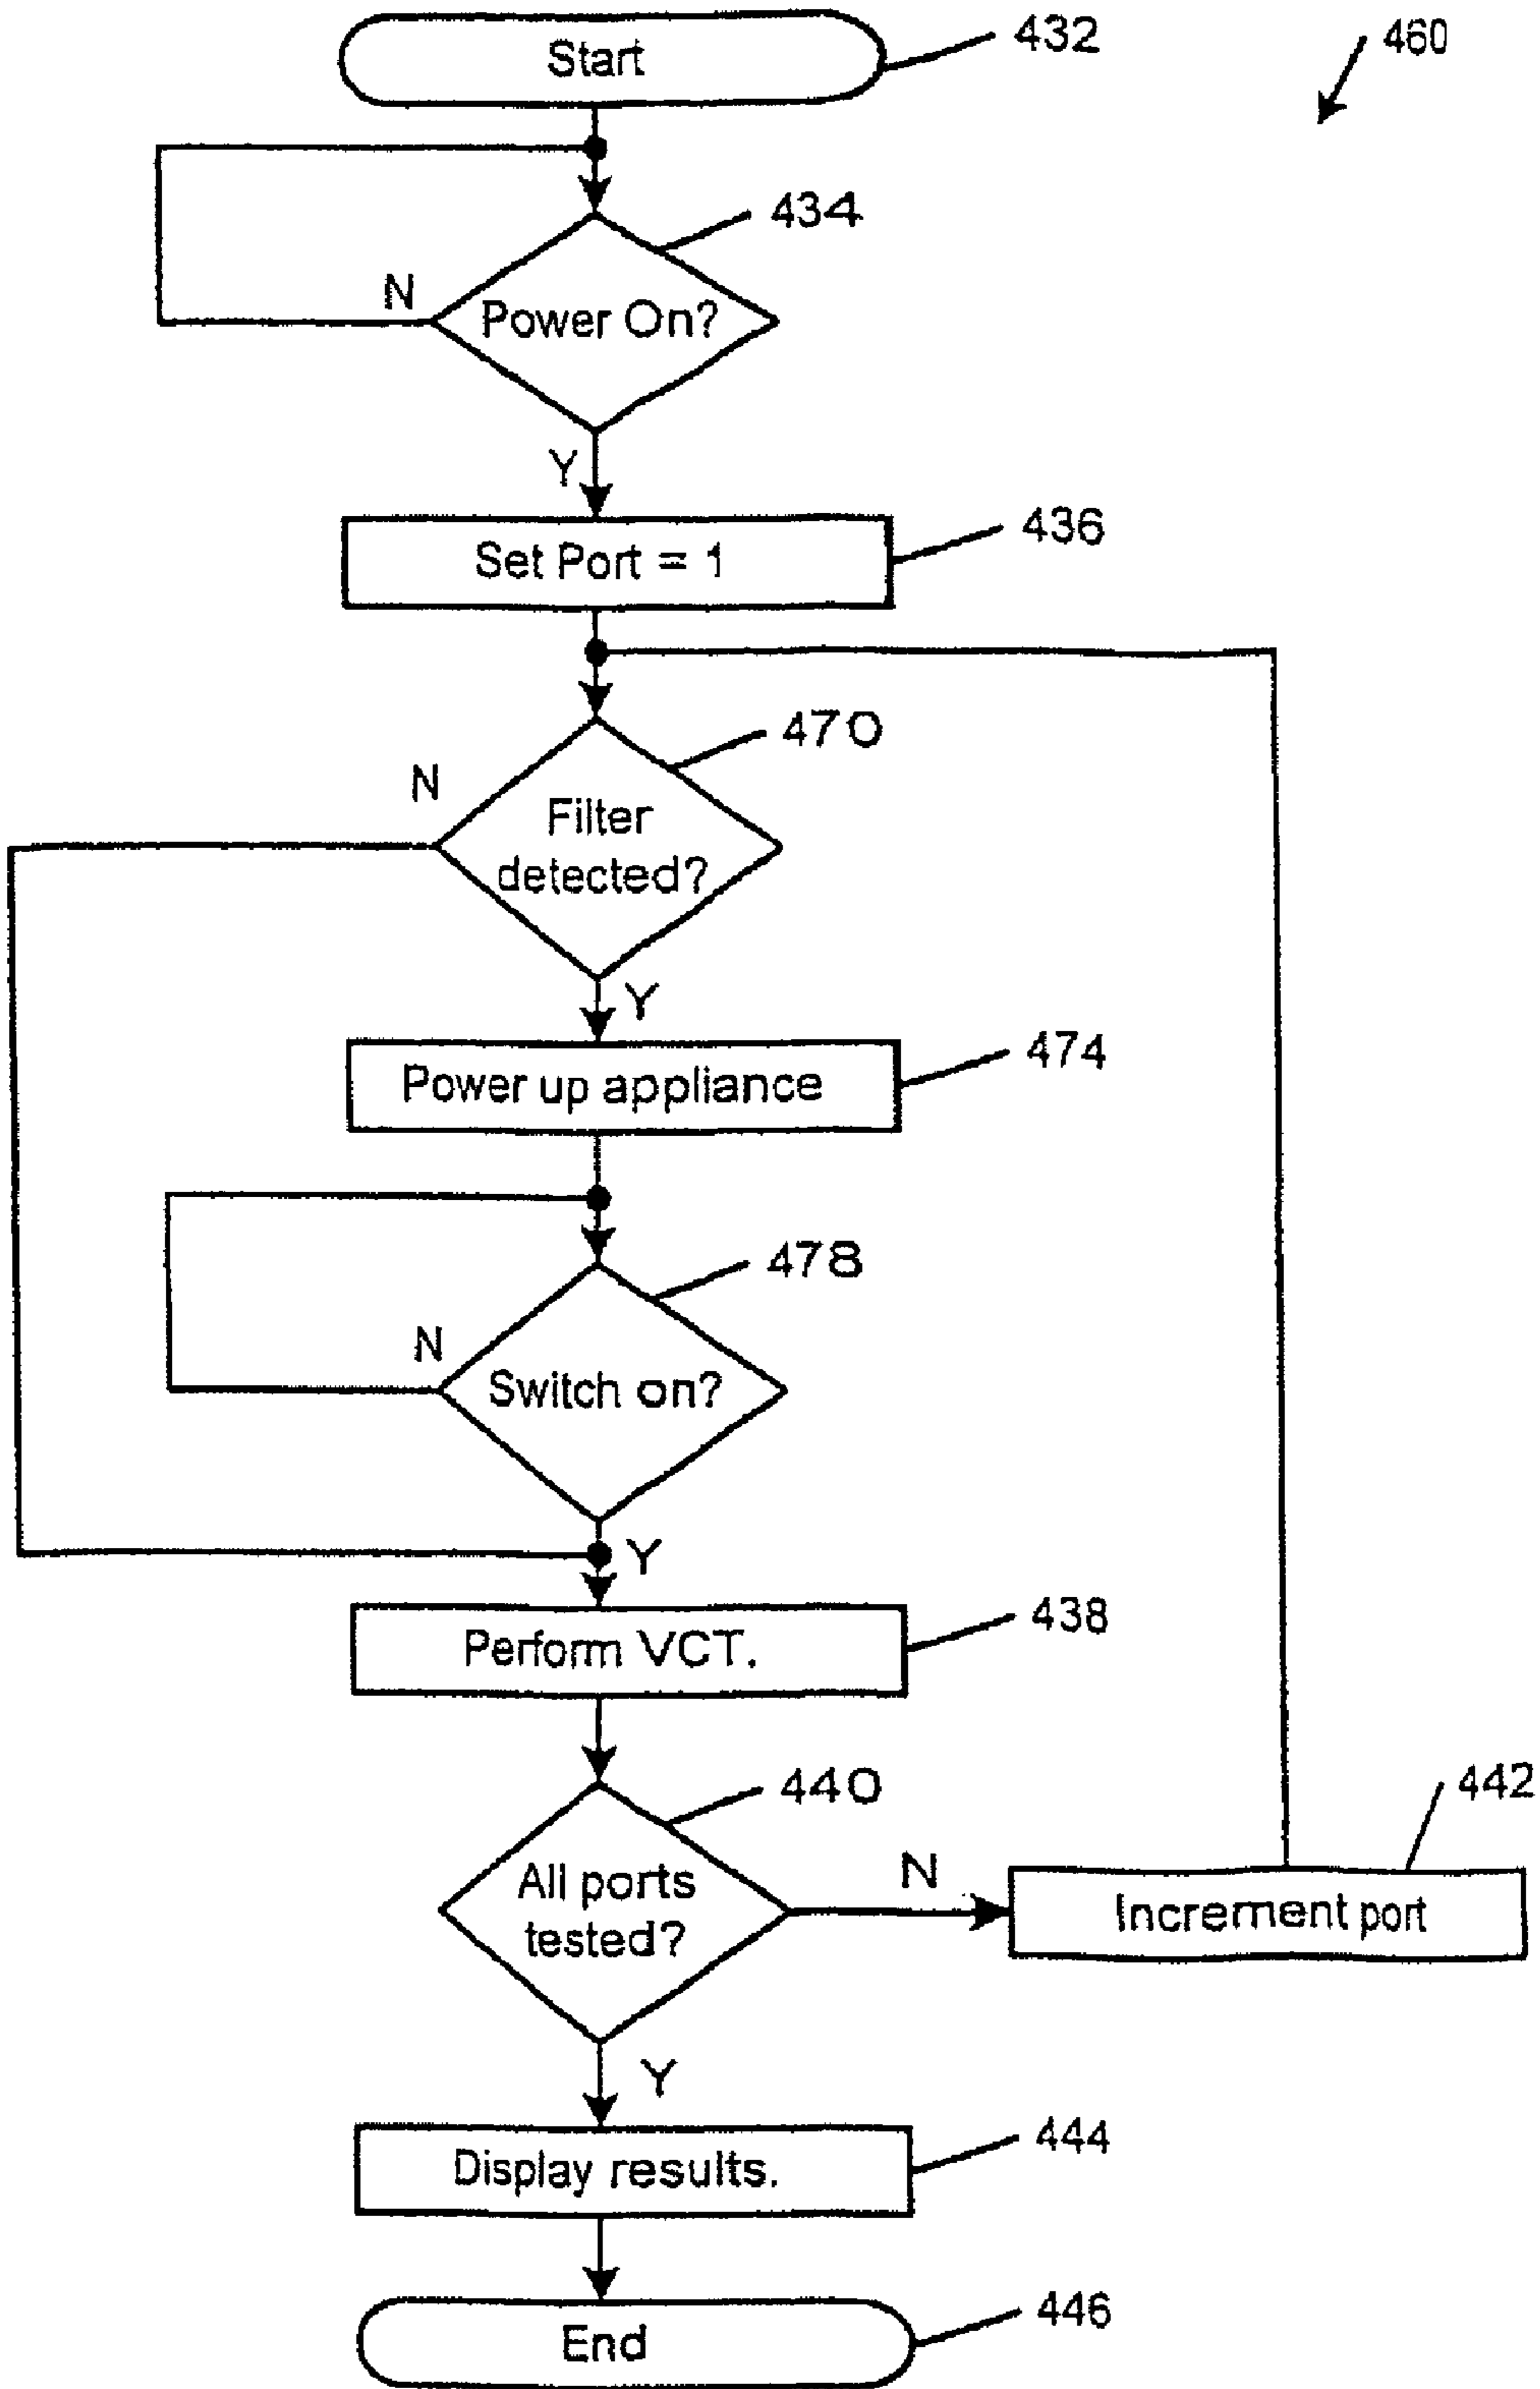 Start
432
460
434
N
Power On?
Y
436
Set Port = 1
470
N
Filter
detected?
Y
474
Power up appliance
478
N
Switch on?
Y
438
Perform VCT.
440
442
All ports
tested?
N
Increment port
Y
444
Display results.
446
End